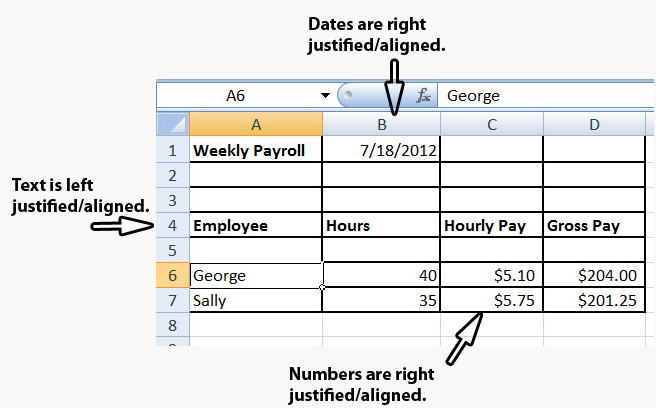 Dates are right
justified/aligned.
A6 fx George
A B C D
1 Weekly Payroll 7/18/2012
2
3
Text is left
justified/aligned.
4 Employee Hours Hourly Pay Gross Pay
5
6 George 40 $5.10 $204.00
7 Sally 35 $5.75 $201.25
8
Numbers are right
justified/aligned.